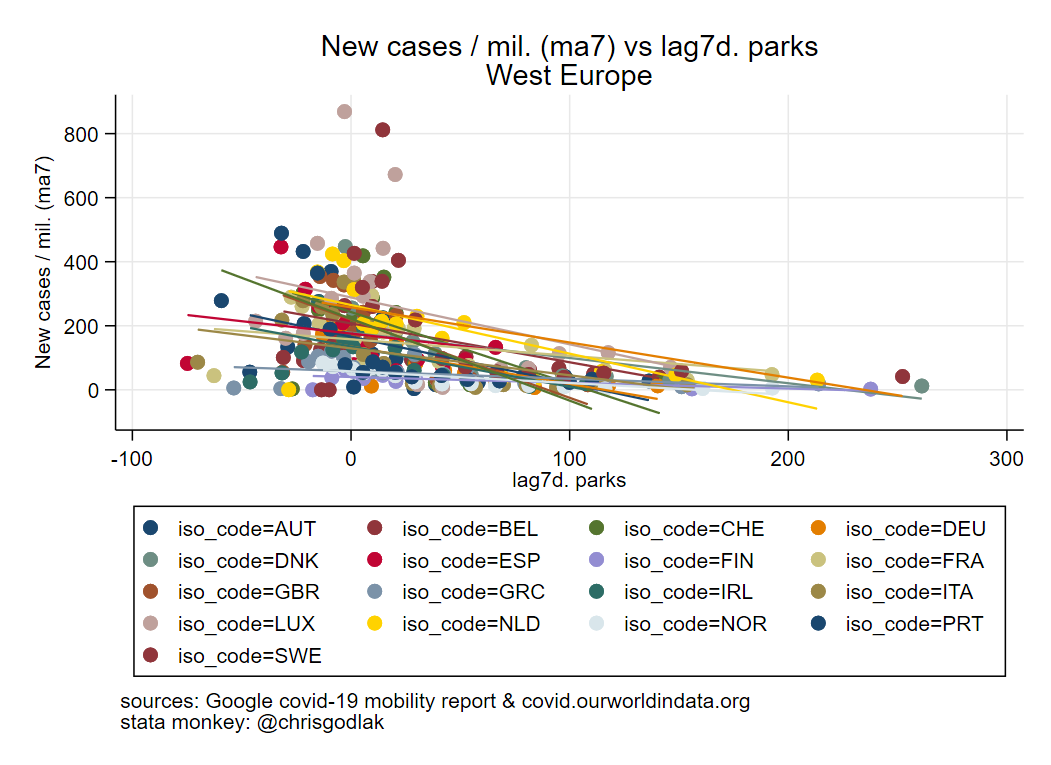 New cases / mil. (ma7) vs lag7d. parks
West Europe
New cases / mil. (ma7)
800
600
400
200
0
-100 0 100 200 300
lag7d. parks
iso_code=AUT iso_code=BEL iso_code=CHE iso_code=DEU
iso_code=DNK iso_code=ESP iso_code=FIN iso_code=FRA
iso_code=GBR iso_code=GRC iso_code=IRL iso_code=ITA
iso_code=LUX iso_code=NLD iso_code=NOR iso_code=PRT
iso_code=SWE
sources: Google covid-19 mobility report & covid.ourworldindata.org
stata monkey: @chrisgodlak